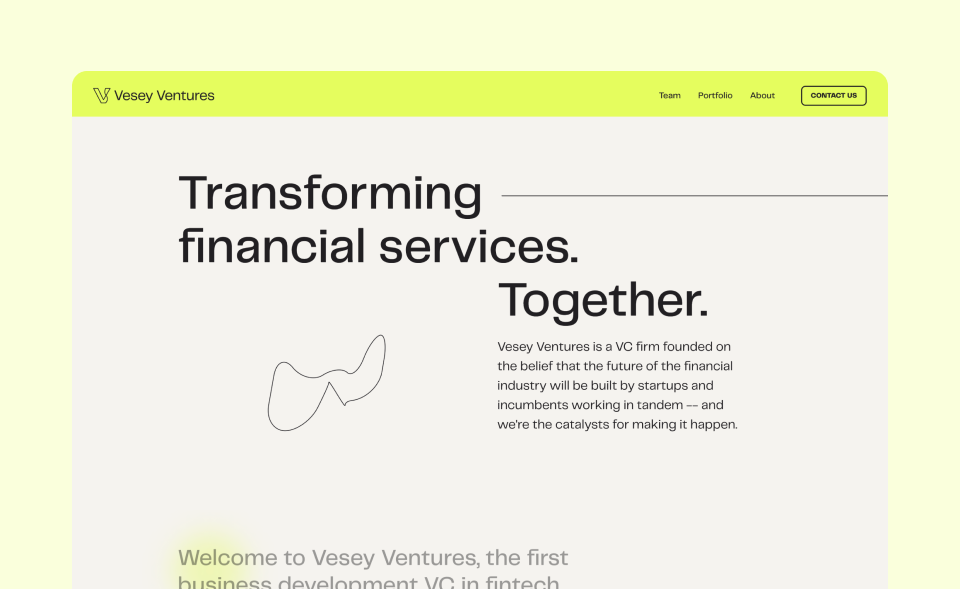 Vesey Ventures
Team
Portfolio
About
CONTACT US
Transforming
financial services.
Together.
Vesey Ventures is a VC firm founded on
the belief that the future of the financial
industry will be built by startups and
incumbents working in tandem -- and
we're the catalysts for making it happen.
Welcome to Vesey Ventures, the first
business development VC in fintech